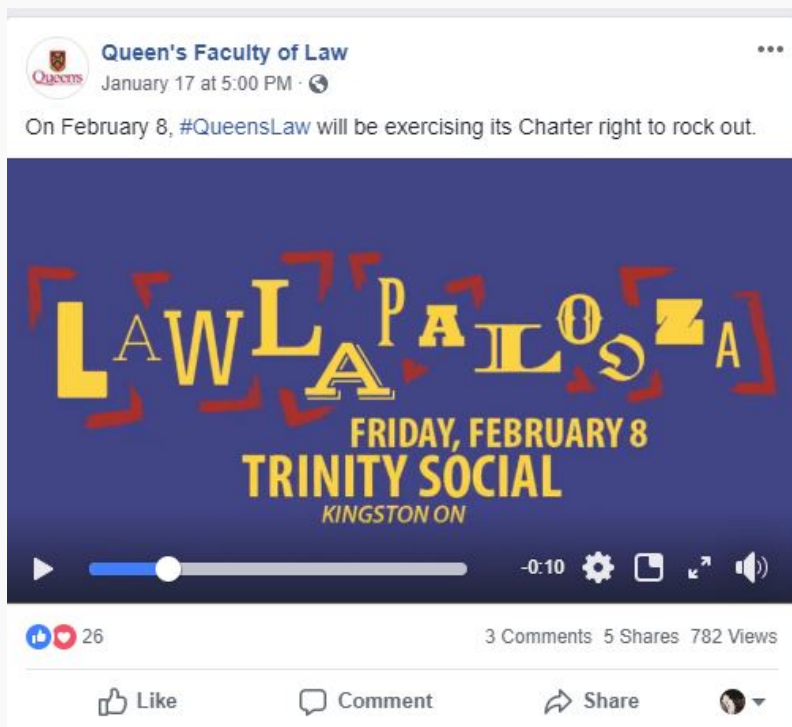 Queen's Faculty of Law
Queen's
January 17 at 5:00 PM ·
On February 8, #QueensLaw will be exercising its Charter right to rock out.
LAWLAPALOOZA
FRIDAY, FEBRUARY 8
TRINITY SOCIAL
KINGSTON ON
-0:10
26
3 Comments 5 Shares 782 Views
Like Comment Share